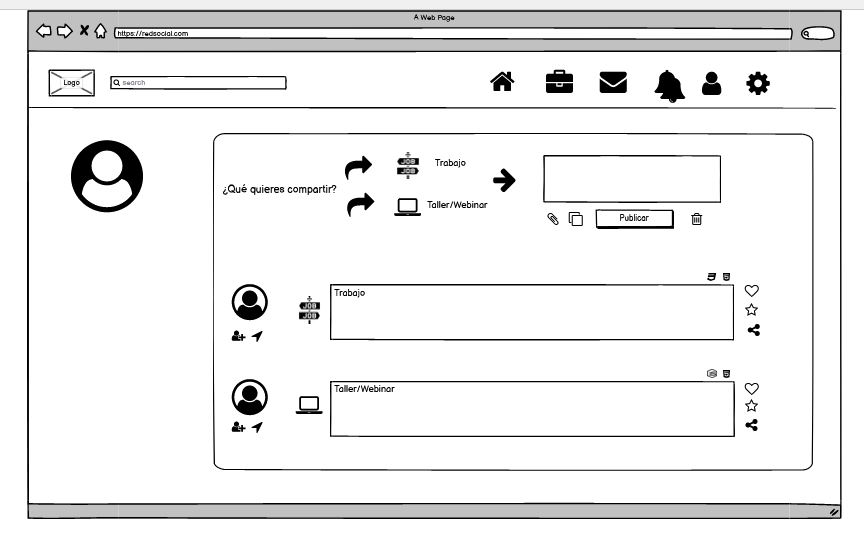 A Web Page
https://redsocial.com
Logo
search
¿Qué quieres compartir?
JOB
JOB
Trabajo
Taller/Webinar
Publicar
JOB
JOB
Trabajo
Taller/Webinar